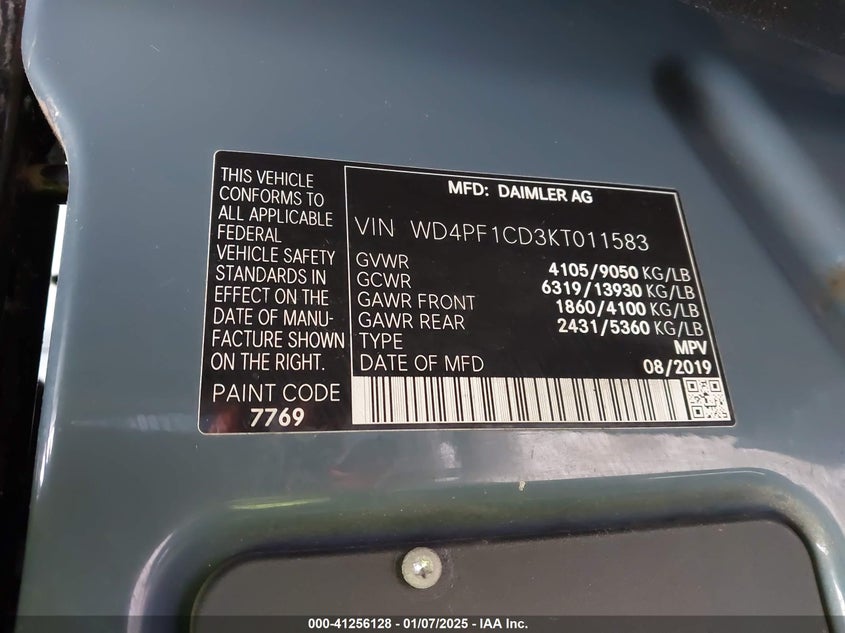 THIS VEHICLE
CONFORMS TO
ALL APPLICABLE
FEDERAL
VEHICLE SAFETY
STANDARDS IN
EFFECT ON THE
DATE OF MANU-
FACTURE SHOWN
ON THE RIGHT.
PAINT CODE
7769
MFD: DAIMLER AG
VIN WD4PF1CD3KT011583
GVWR 4105/9050 KG/LB
GCWR 6319/13930 KG/LB
GAWR FRONT 1860/4100 KG/LB
GAWR REAR 2431/5360 KG/LB
TYPE MPV
DATE OF MFD 08/2019
000-41256128 - 01/07/2025 - IAA Inc.